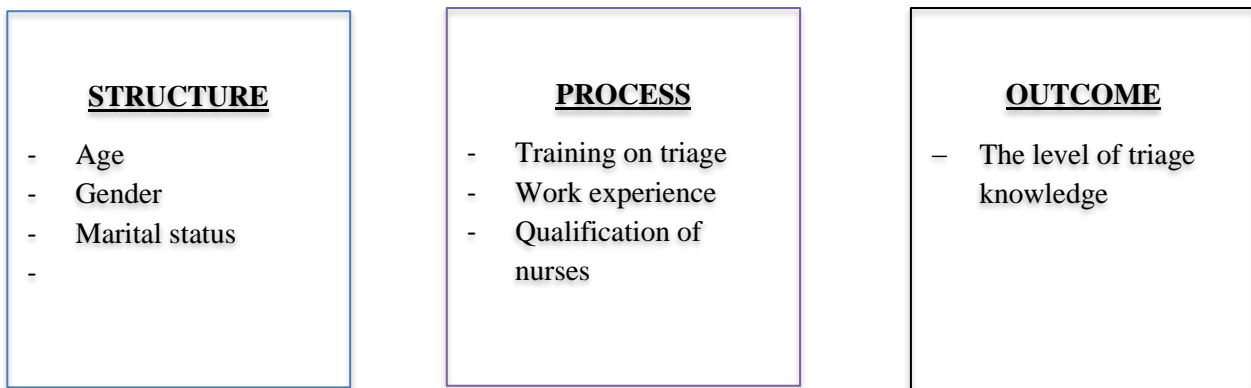 STRUCTURE
- Age
- Gender
- Marital status
-
PROCESS
- Training on triage
- Work experience
- Qualification of
nurses
OUTCOME
– The level of triage
knowledge